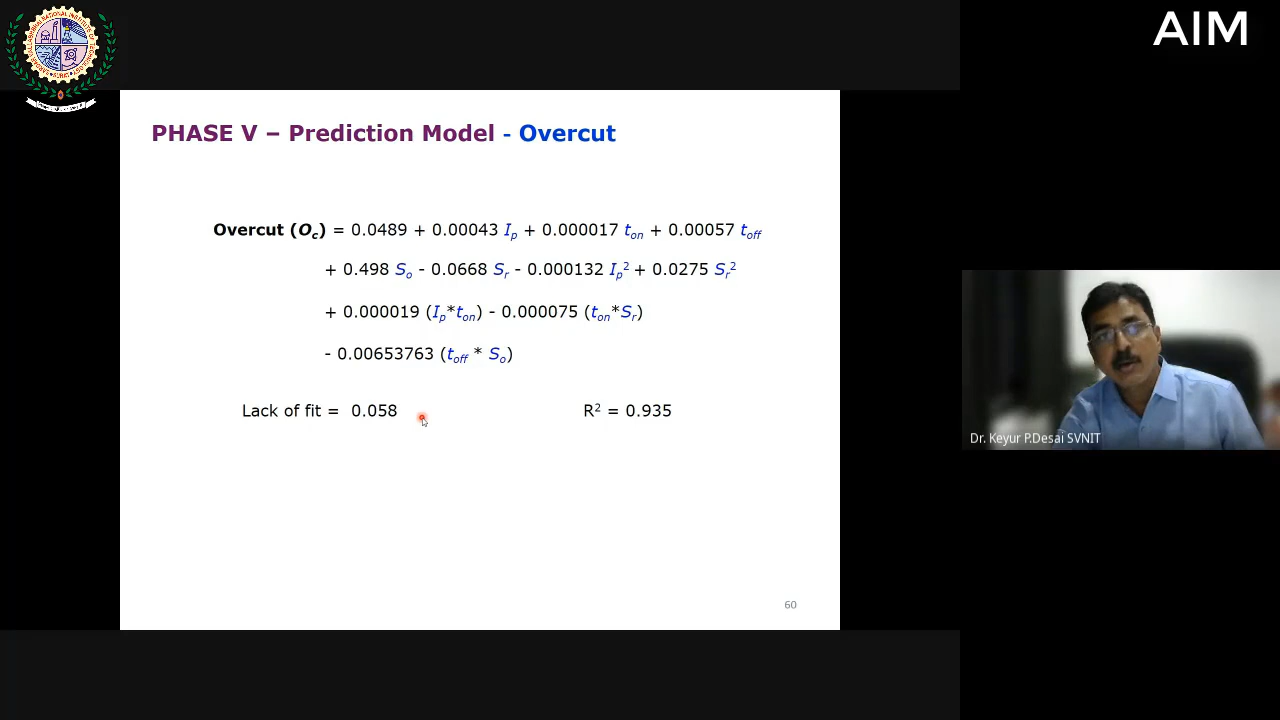 AIM
PHASE V – Prediction Model - Overcut
Overcut (Oc) = 0.0489 + 0.00043 Ip + 0.000017 ton + 0.00057 toff
+ 0.498 So - 0.0668 Sr - 0.000132 Ip² + 0.0275 Sr²
+ 0.000019 (Ip*ton) - 0.000075 (ton*Sr)
- 0.00653763 (toff * So)
Lack of fit = 0.058
R² = 0.935
Dr. Keyur P.Desai SVNIT
60